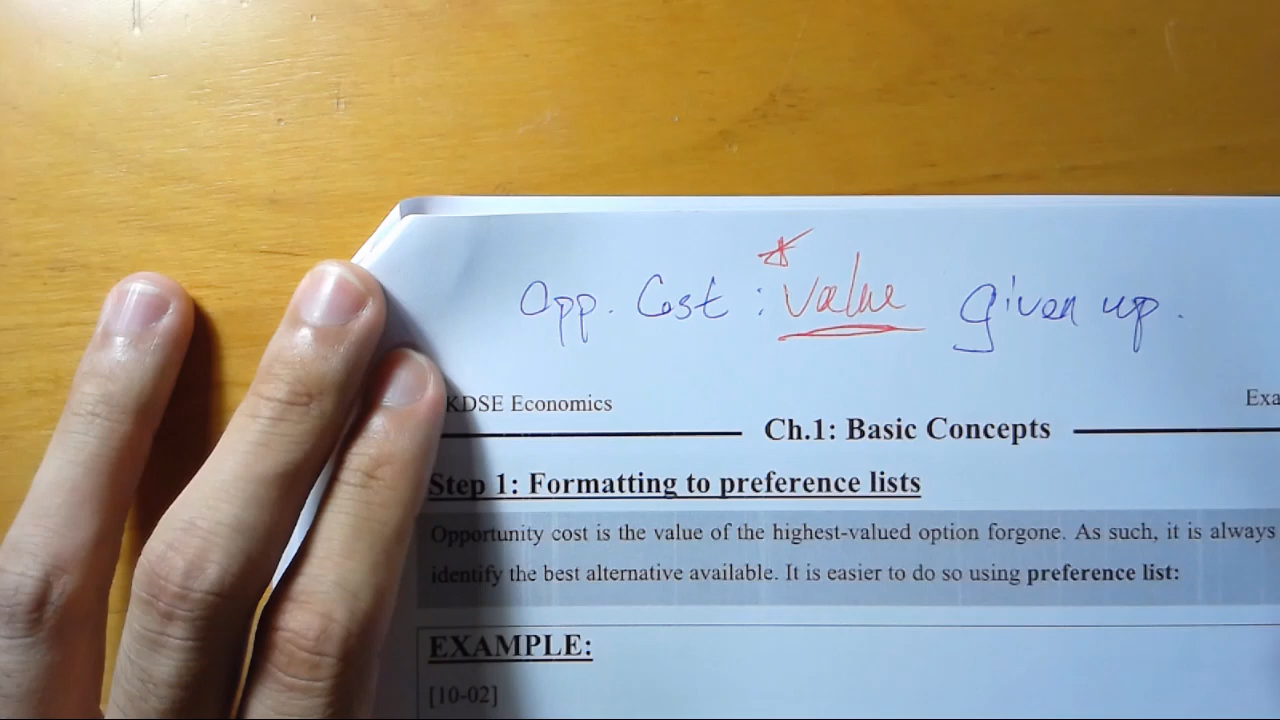 Opp. Cost : value given up.
KDSE Economics Exa
Ch.1: Basic Concepts
Step 1: Formatting to preference lists
Opportunity cost is the value of the highest-valued option forgone. As such, it is always
identify the best alternative available. It is easier to do so using preference list:
EXAMPLE:
[10-02]